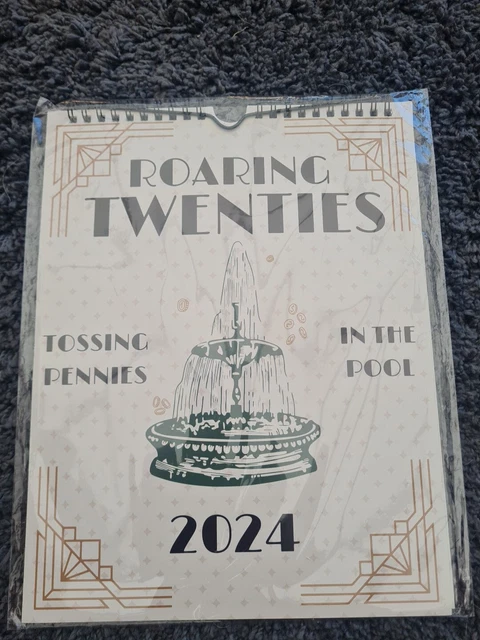 ROARING
TWENTIES
TOSSING
PENNIES
IN THE
POOL
2024